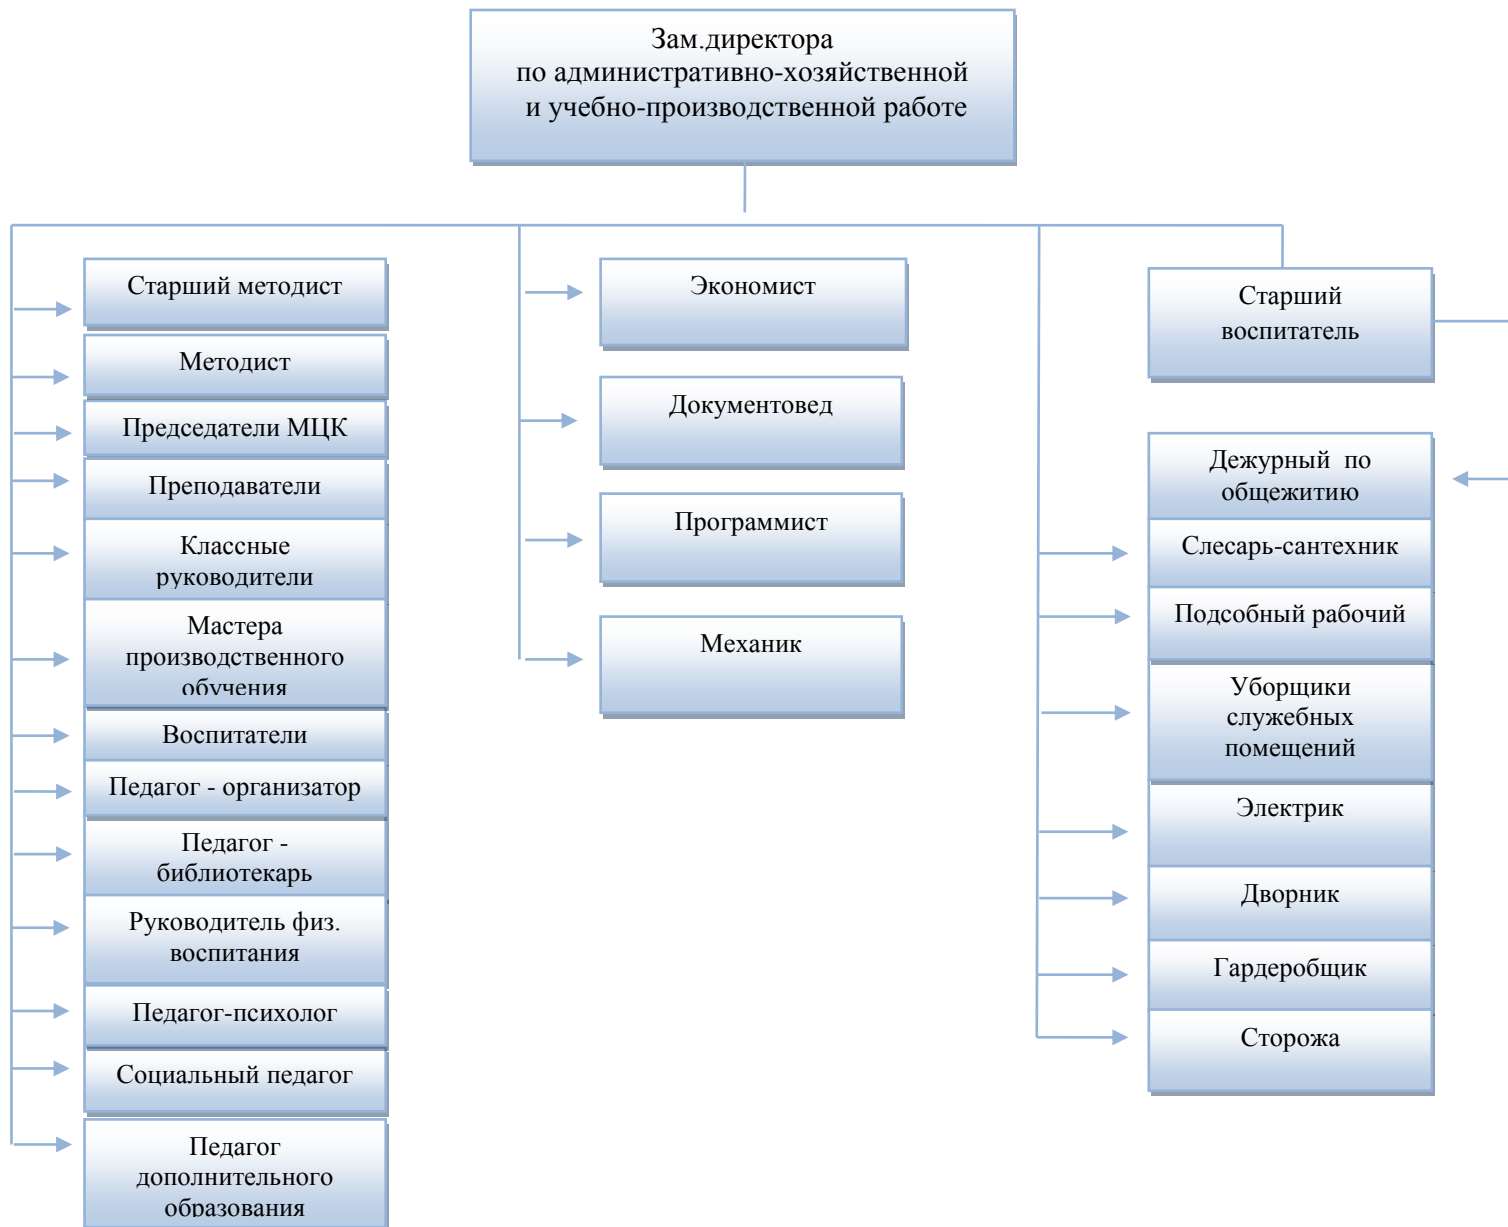 Зам.директора
по административно-хозяйственной
и учебно-производственной работе
Старший методист
Методист
Председатели МЦК
Преподаватели
Классные
руководители
Мастера
производственного
обучения
Воспитатели
Педагог - организатор
Педагог -
библиотекарь
Руководитель физ.
воспитания
Педагог-психолог
Социальный педагог
Педагог
дополнительного
образования
Экономист
Документовед
Программист
Механик
Старший
воспитатель
Дежурный по
общежитию
Слесарь-сантехник
Подсобный рабочий
Уборщики
служебных
помещений
Электрик
Дворник
Гардеробщик
Сторожа